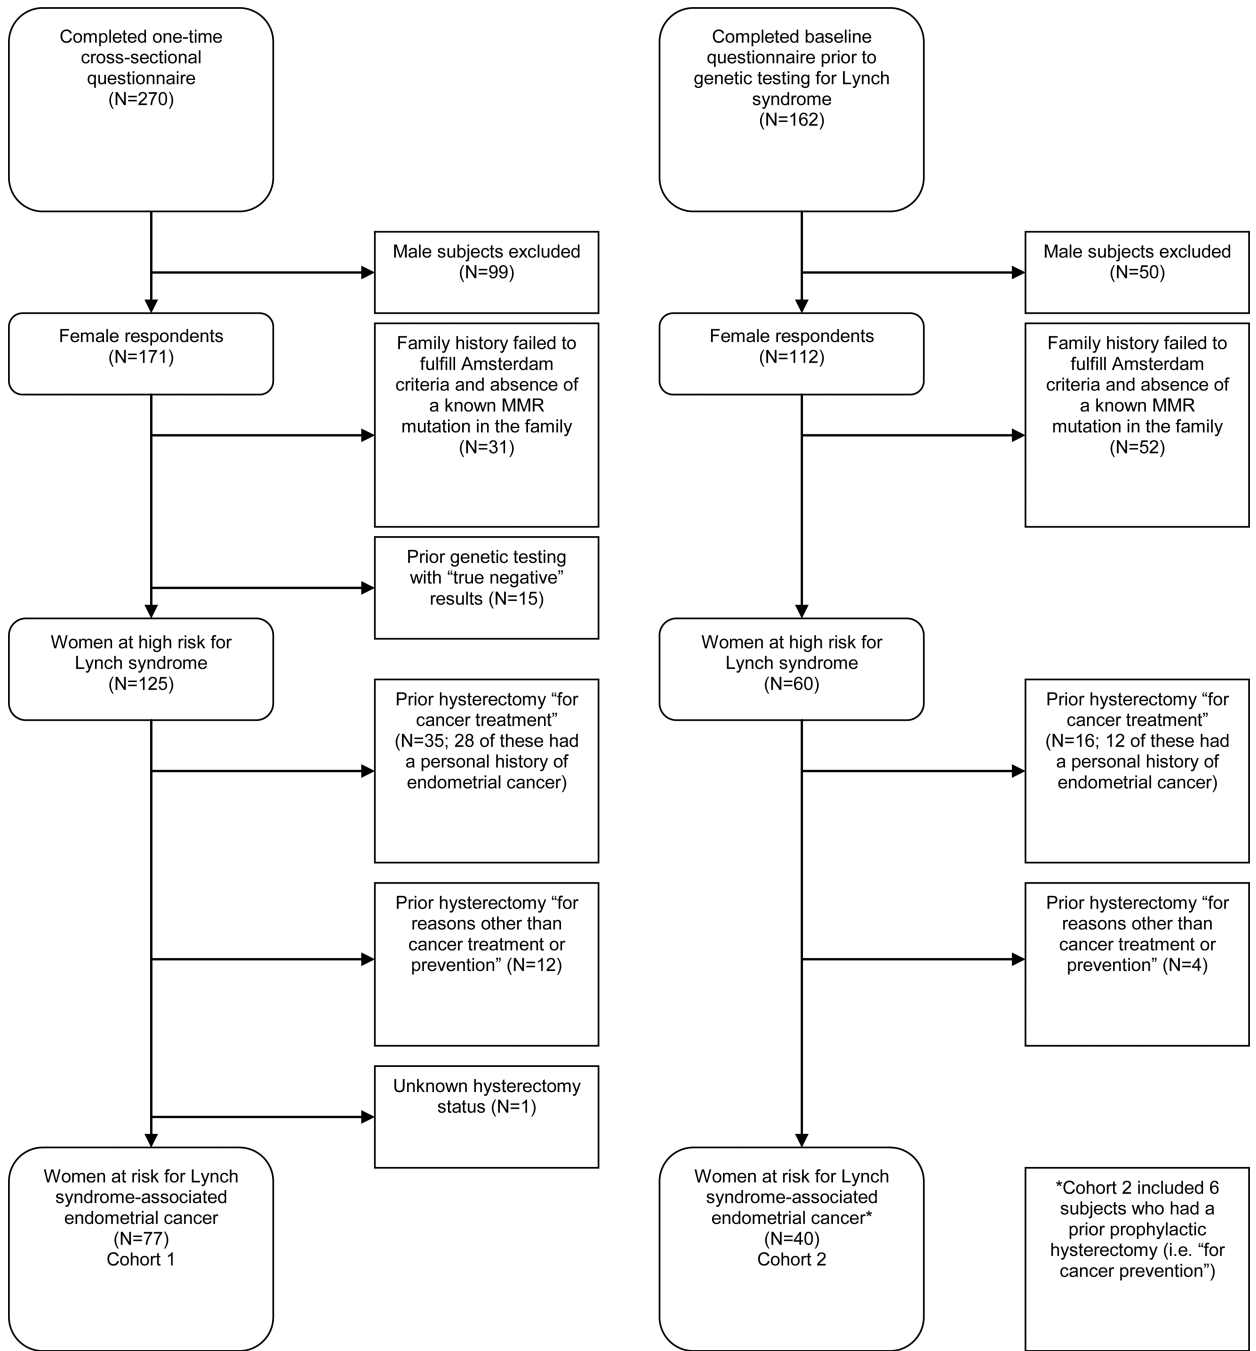 Completed one-time
cross-sectional
questionnaire
(N=270)
Male subjects excluded
(N=99)
Female respondents
(N=171)
Family history failed to
fulfill Amsterdam
criteria and absence of
a known MMR
mutation in the family
(N=31)
Prior genetic testing
with “true negative”
results (N=15)
Women at high risk for
Lynch syndrome
(N=125)
Prior hysterectomy “for
cancer treatment”
(N=35; 28 of these had
a personal history of
endometrial cancer)
Prior hysterectomy “for
reasons other than
cancer treatment or
prevention” (N=12)
Unknown hysterectomy
status (N=1)
Women at risk for Lynch
syndrome-associated
endometrial cancer
(N=77)
Cohort 1
Completed baseline
questionnaire prior to
genetic testing for Lynch
syndrome
(N=162)
Male subjects excluded
(N=50)
Female respondents
(N=112)
Family history failed to
fulfill Amsterdam
criteria and absence of
a known MMR
mutation in the family
(N=52)
Women at high risk for
Lynch syndrome
(N=60)
Prior hysterectomy “for
cancer treatment”
(N=16; 12 of these had
a personal history of
endometrial cancer)
Prior hysterectomy “for
reasons other than
cancer treatment or
prevention” (N=4)
Women at risk for Lynch
syndrome-associated
endometrial cancer*
(N=40)
Cohort 2
*Cohort 2 included 6
subjects who had a
prior prophylactic
hysterectomy (i.e. “for
cancer prevention”)